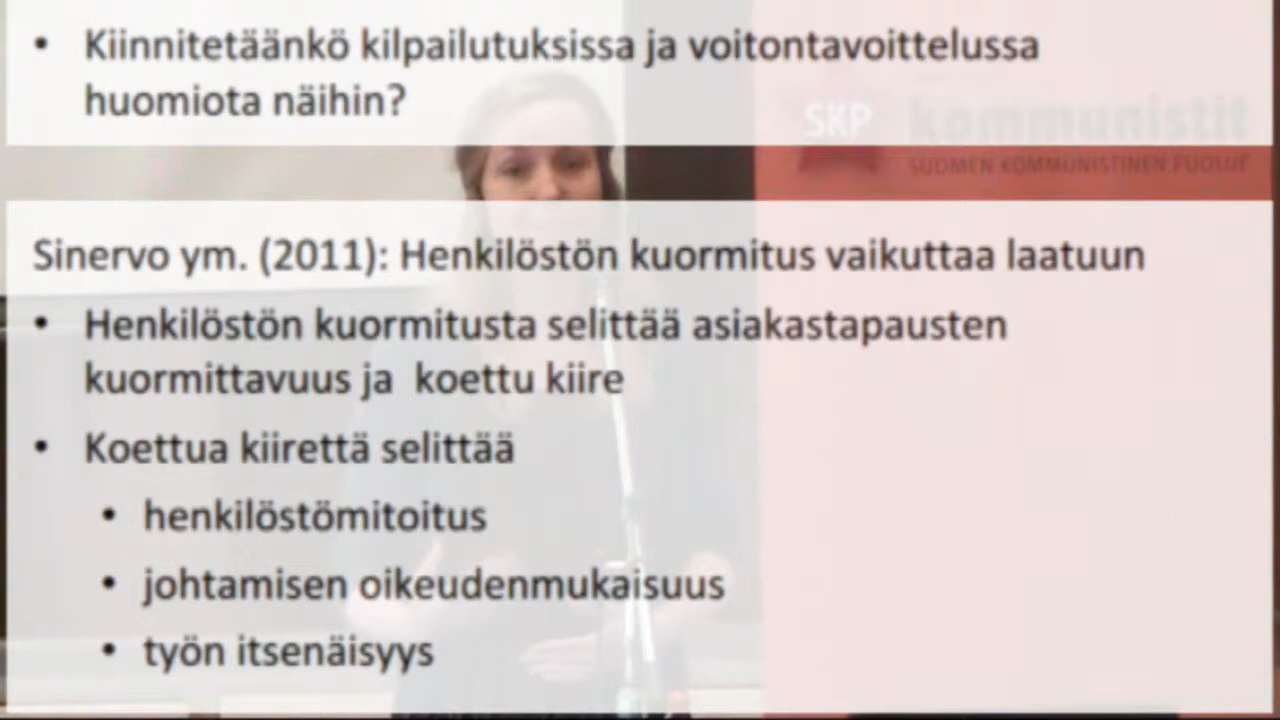 • Kiinnitetäänkö kilpailutuksissa ja voitontavoittelussa
huomiota näihin?
SKP kommunistit
SUOMEN KOMMUNISTINEN PUOLUE
Sinervo ym. (2011): Henkilöstön kuormitus vaikuttaa laatuun
• Henkilöstön kuormitusta selittää asiakastapausten
kuormittavuus ja koettu kiire
• Koettua kiirettä selittää
• henkilöstömitoitus
• johtamisen oikeudenmukaisuus
• työn itsenäisyys